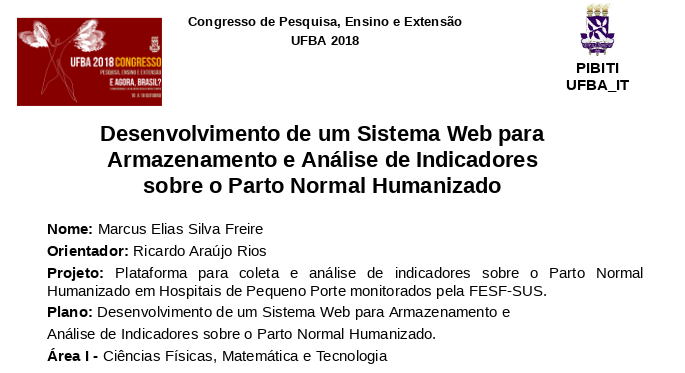 Congresso de Pesquisa, Ensino e Extensão
UFBA 2018
UFBA 2018 CONGRESSO
PESQUISA, ENSINO E EXTENSÃO
E AGORA, BRASIL?
PIBITI
UFBA_IT
Desenvolvimento de um Sistema Web para
Armazenamento e Análise de Indicadores
sobre o Parto Normal Humanizado
Nome: Marcus Elias Silva Freire
Orientador: Ricardo Araújo Rios
Projeto: Plataforma para coleta e análise de indicadores sobre o Parto Normal
Humanizado em Hospitais de Pequeno Porte monitorados pela FESF-SUS.
Plano: Desenvolvimento de um Sistema Web para Armazenamento e
Análise de Indicadores sobre o Parto Normal Humanizado.
Área I - Ciências Físicas, Matemática e Tecnologia